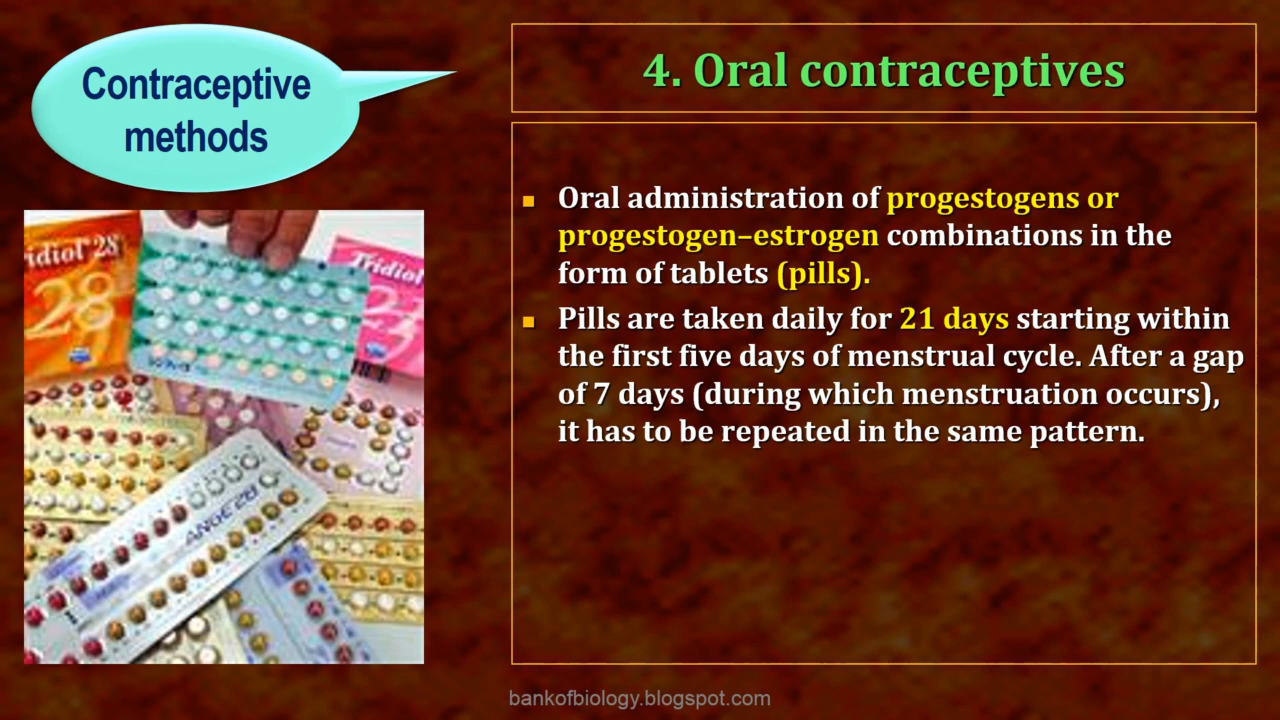 Contraceptive
methods
4. Oral contraceptives
▪ Oral administration of progestogens or
progestogen–estrogen combinations in the
form of tablets (pills).
▪ Pills are taken daily for 21 days starting within
the first five days of menstrual cycle. After a gap
of 7 days (during which menstruation occurs),
it has to be repeated in the same pattern.
idiol 28
28
Tridiol
ANGE 28
bankofbiology.blogspot.com